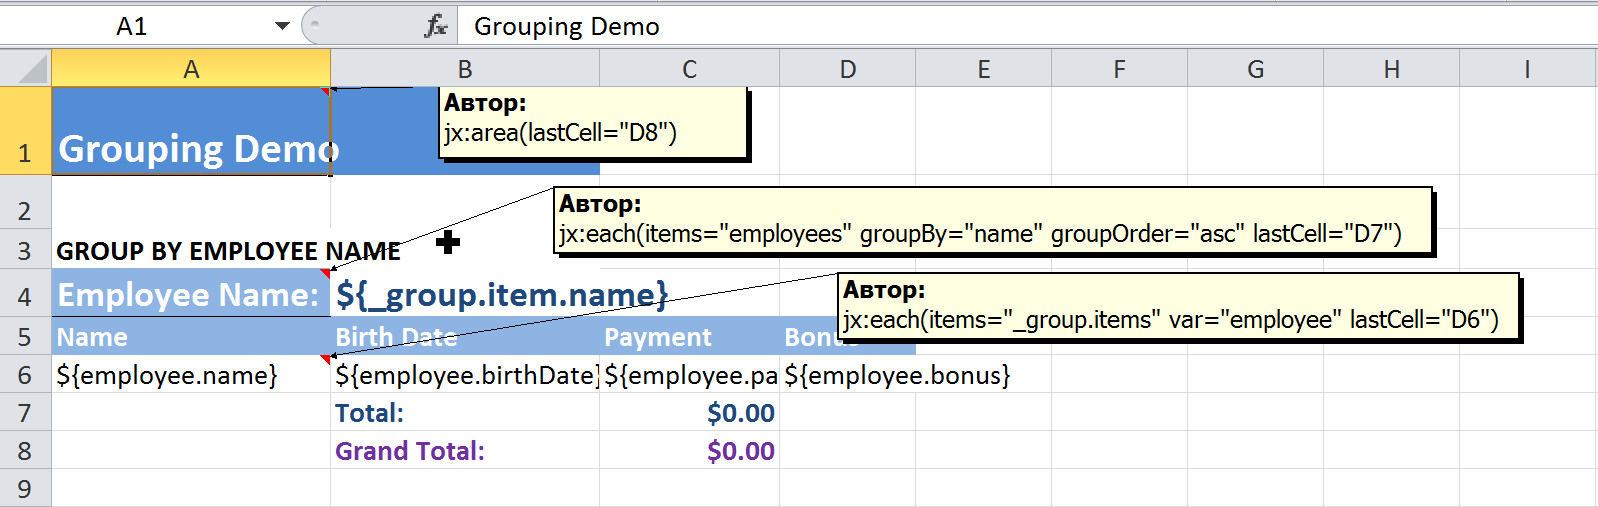 A1 fx Grouping Demo
A B C D E F G H I
Автор:
jx:area(lastCell="D8")
1 Grouping Demo
2
Автор:
jx:each(items="employees" groupBy="name" groupOrder="asc" lastCell="D7")
3 GROUP BY EMPLOYEE NAME
4 Employee Name: ${_group.item.name}
Автор:
jx:each(items="_group.items" var="employee" lastCell="D6")
5 Name Birth Date Payment Bonus
6 ${employee.name} ${employee.birthDate} ${employee.pa ${employee.bonus}
7 Total: $0.00
8 Grand Total: $0.00
9